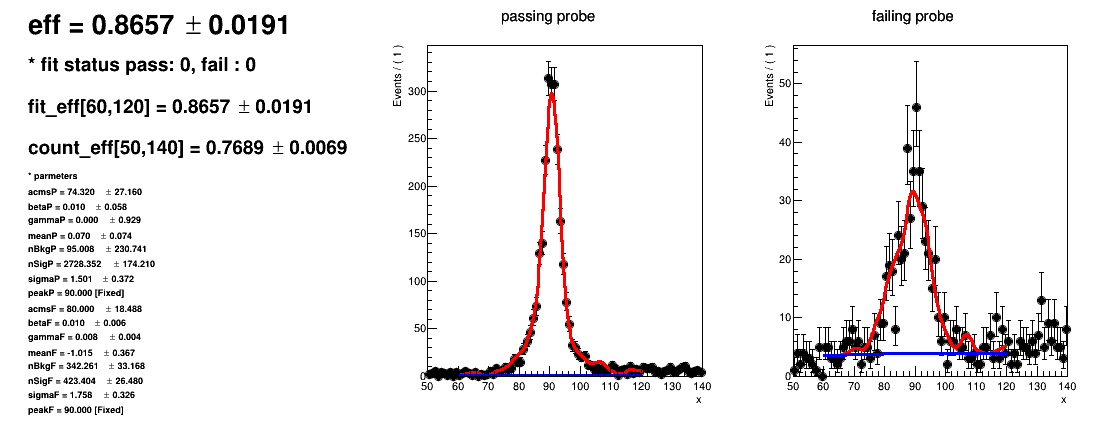 eff = 0.8657 ± 0.0191
* fit status pass: 0, fail : 0
fit_eff[60,120] = 0.8657 ± 0.0191
count_eff[50,140] = 0.7689 ± 0.0069
* parmeters
acmsP = 74.320 ± 27.160
betaP = 0.010 ± 0.058
gammaP = 0.000 ± 0.929
meanP = 0.070 ± 0.074
nBkgP = 95.008 ± 230.741
nSigP = 2728.352 ± 174.210
sigmaP = 1.501 ± 0.372
peakP = 90.000 [Fixed]
acmsF = 80.000 ± 18.488
betaF = 0.010 ± 0.006
gammaF = 0.008 ± 0.004
meanF = -1.015 ± 0.367
nBkgF = 342.261 ± 33.168
nSigF = 423.404 ± 26.480
sigmaF = 1.758 ± 0.326
peakF = 90.000 [Fixed]
passing probe
Events / ( 1 )
300
250
200
150
100
50
0
50 60 70 80 90 100 110 120 130 140
x
failing probe
Events / ( 1 )
50
40
30
20
10
0
50 60 70 80 90 100 110 120 130 140
x